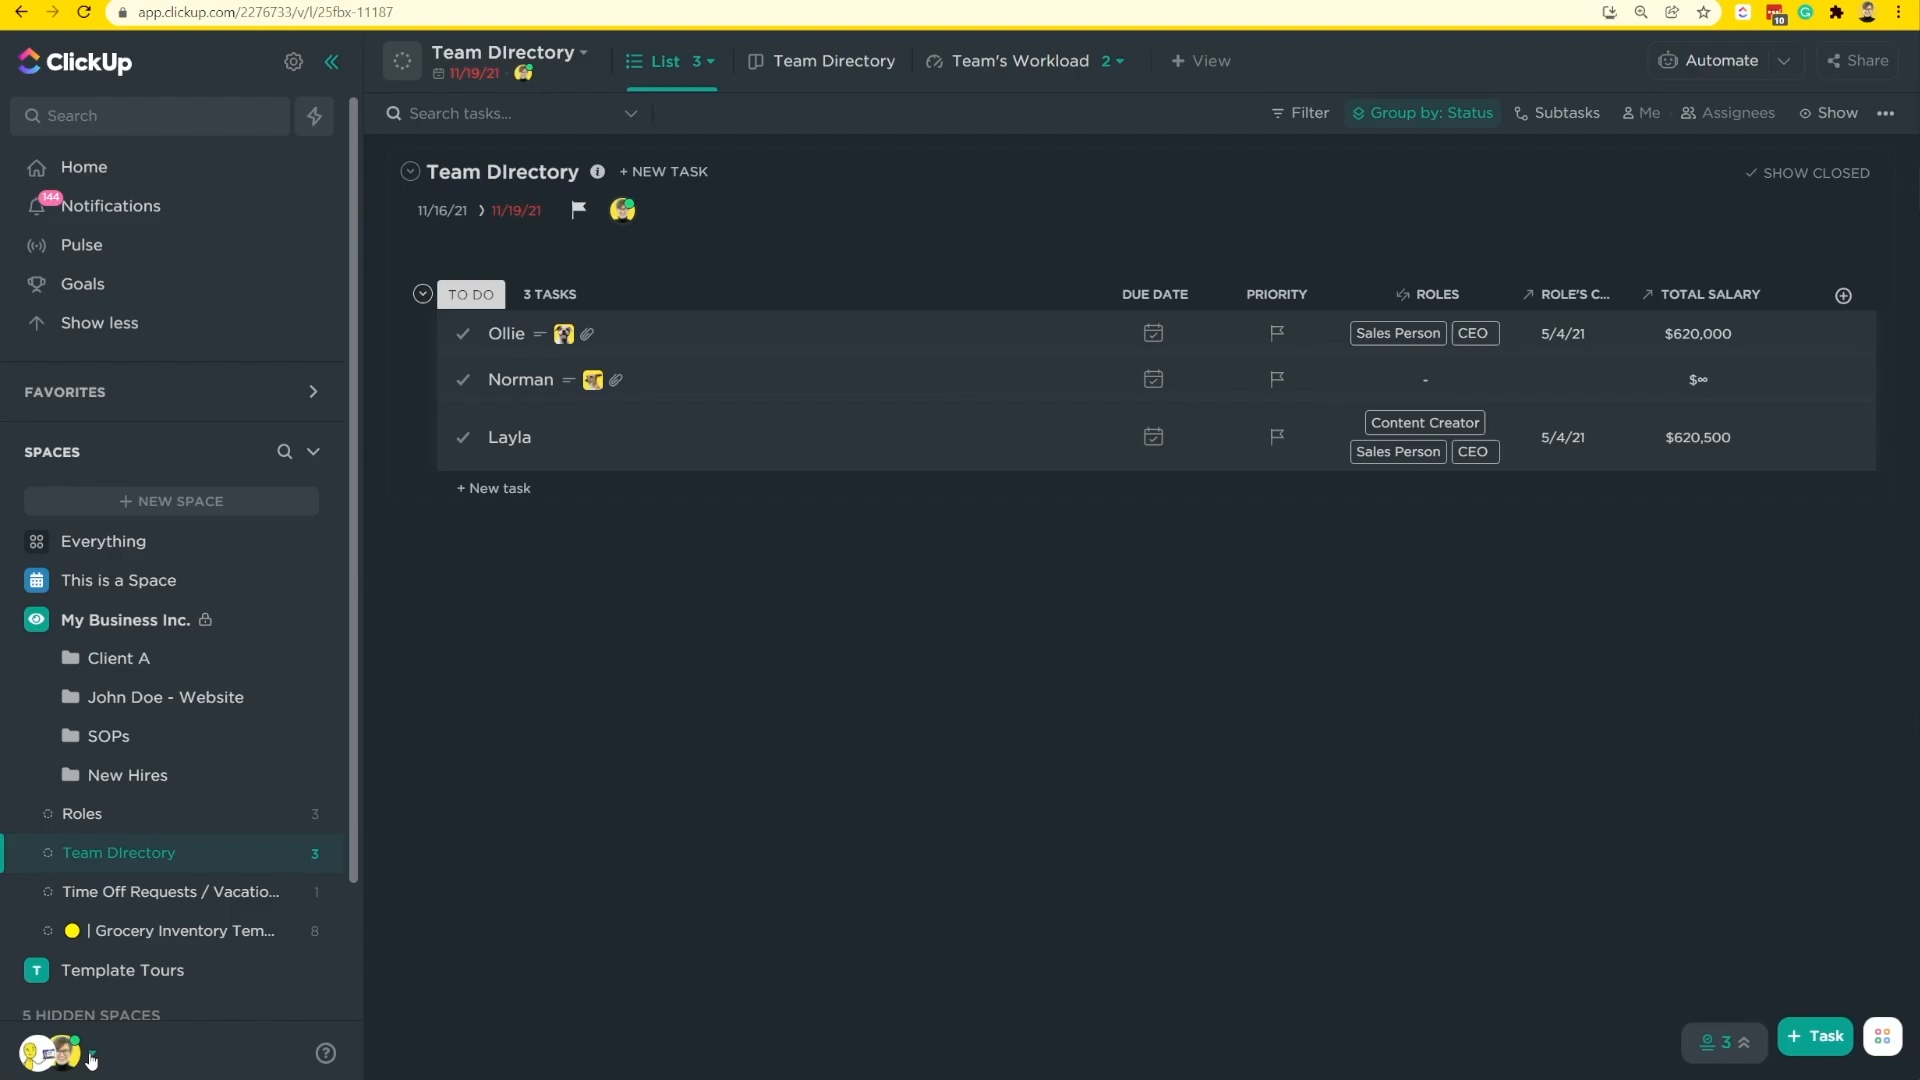 app.clickup.com/2276733/v/l/25fbx-11187
10
ClickUp
Team DIrectory
11/19/21
List 3
Team DIrectory
Team's Workload 2
+ View
Automate
Share
Search
Search tasks...
Filter
Group by: Status
Subtasks
Me
Assignees
Show
Home
144
Notifications
Pulse
Goals
Show less
FAVORITES
SPACES
+ NEW SPACE
Everything
This is a Space
My Business Inc.
Client A
John Doe - Website
SOPs
New Hires
Roles 3
Team DIrectory 3
Time Off Requests / Vacatio... 1
| Grocery Inventory Tem... 8
T Template Tours
5 HIDDEN SPACES
Team DIrectory + NEW TASK
SHOW CLOSED
11/16/21 11/19/21
TO DO 3 TASKS DUE DATE PRIORITY ROLES ROLE'S C... TOTAL SALARY
Ollie Sales Person CEO 5/4/21 $620,000
Norman - $∞
Content Creator
Layla 5/4/21 $620,500
Sales Person CEO
+ New task
3
+ Task